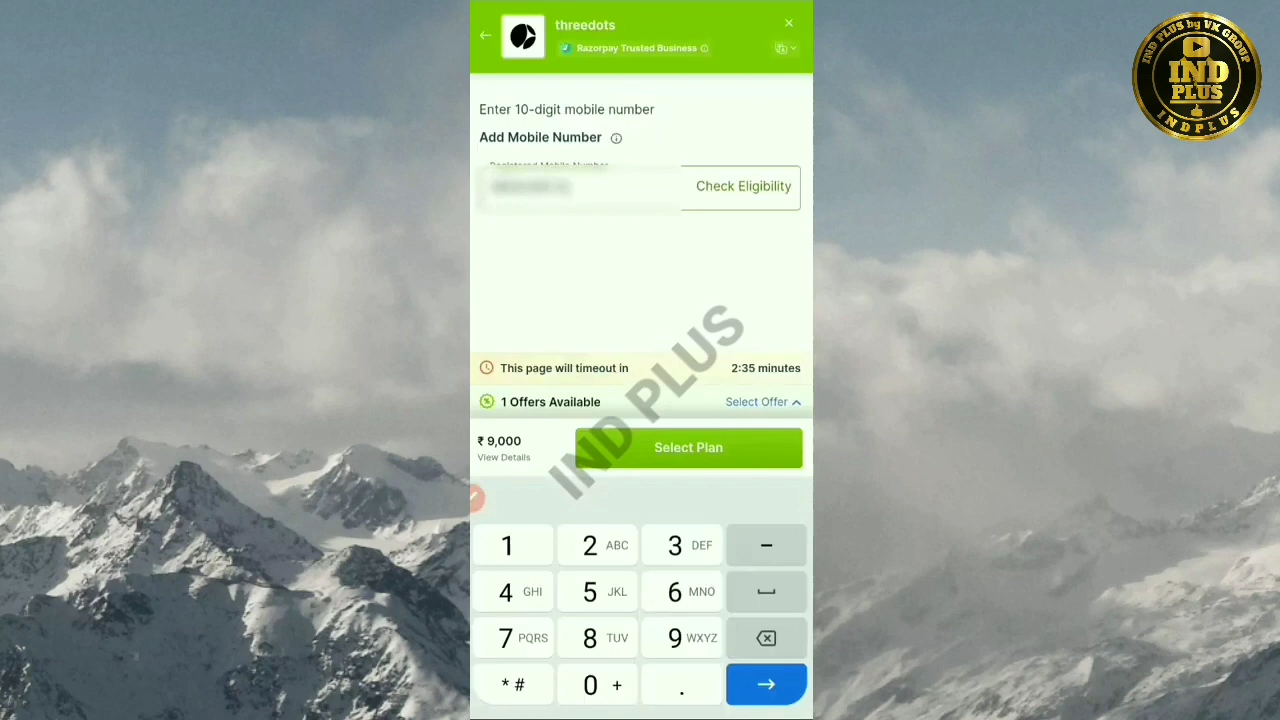 threedots
Razorpay Trusted Business
Enter 10-digit mobile number
Add Mobile Number
Registered Mobile Number
Check Eligibility
This page will timeout in 2:35 minutes
1 Offers Available Select Offer
₹ 9,000
View Details
Select Plan
1 2 ABC 3 DEF -
4 GHI 5 JKL 6 MNO
7 PQRS 8 TUV 9 WXYZ
* # 0 + .
IND PLUS
IND PLUS by VK GROUP
IND
PLUS
INDPLUS